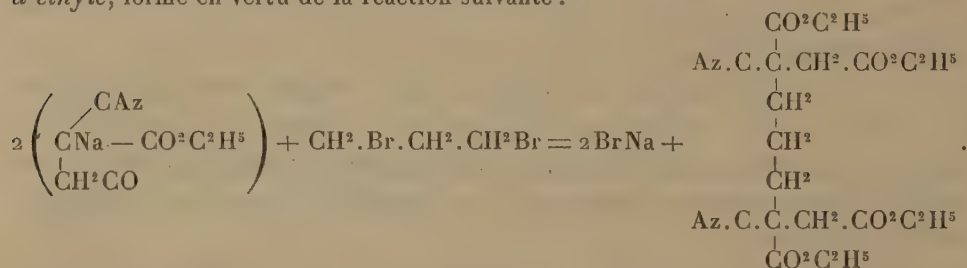 d'éthyle, formé en vertu de la réaction suivante :
CO²C²H⁵
Az.C.C.CH².CO²C²H⁵
CAz CH²
2 ( CNa — CO²C²H⁵ ) + CH².Br.CH².CH²Br = 2BrNa + CH² .
CH²CO CH²
Az.C.C.CH².CO²C²H⁵
CO²C²H⁵